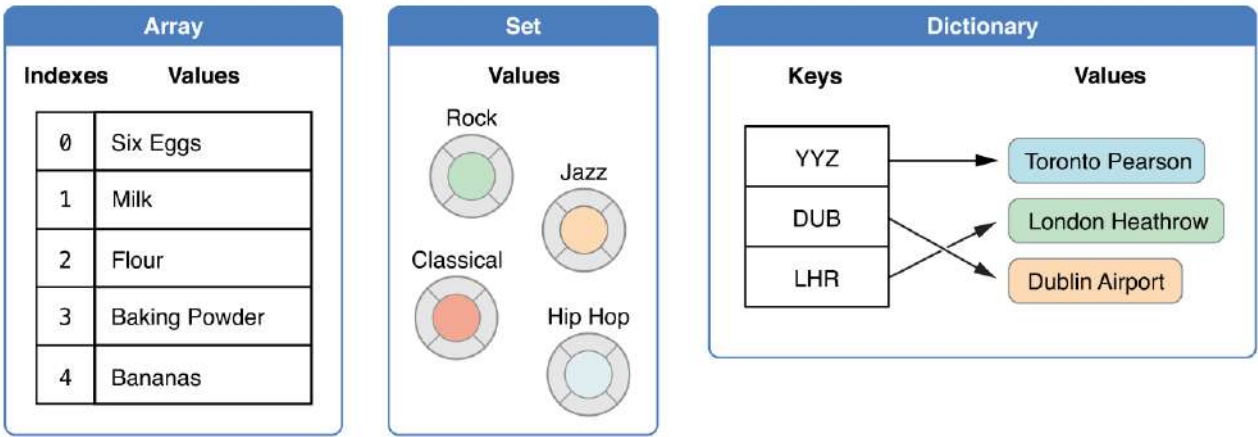 Array
Indexes Values
0 Six Eggs
1 Milk
2 Flour
3 Baking Powder
4 Bananas
Set
Values
Rock
Jazz
Classical
Hip Hop
Dictionary
Keys Values
YYZ Toronto Pearson
DUB London Heathrow
LHR Dublin Airport